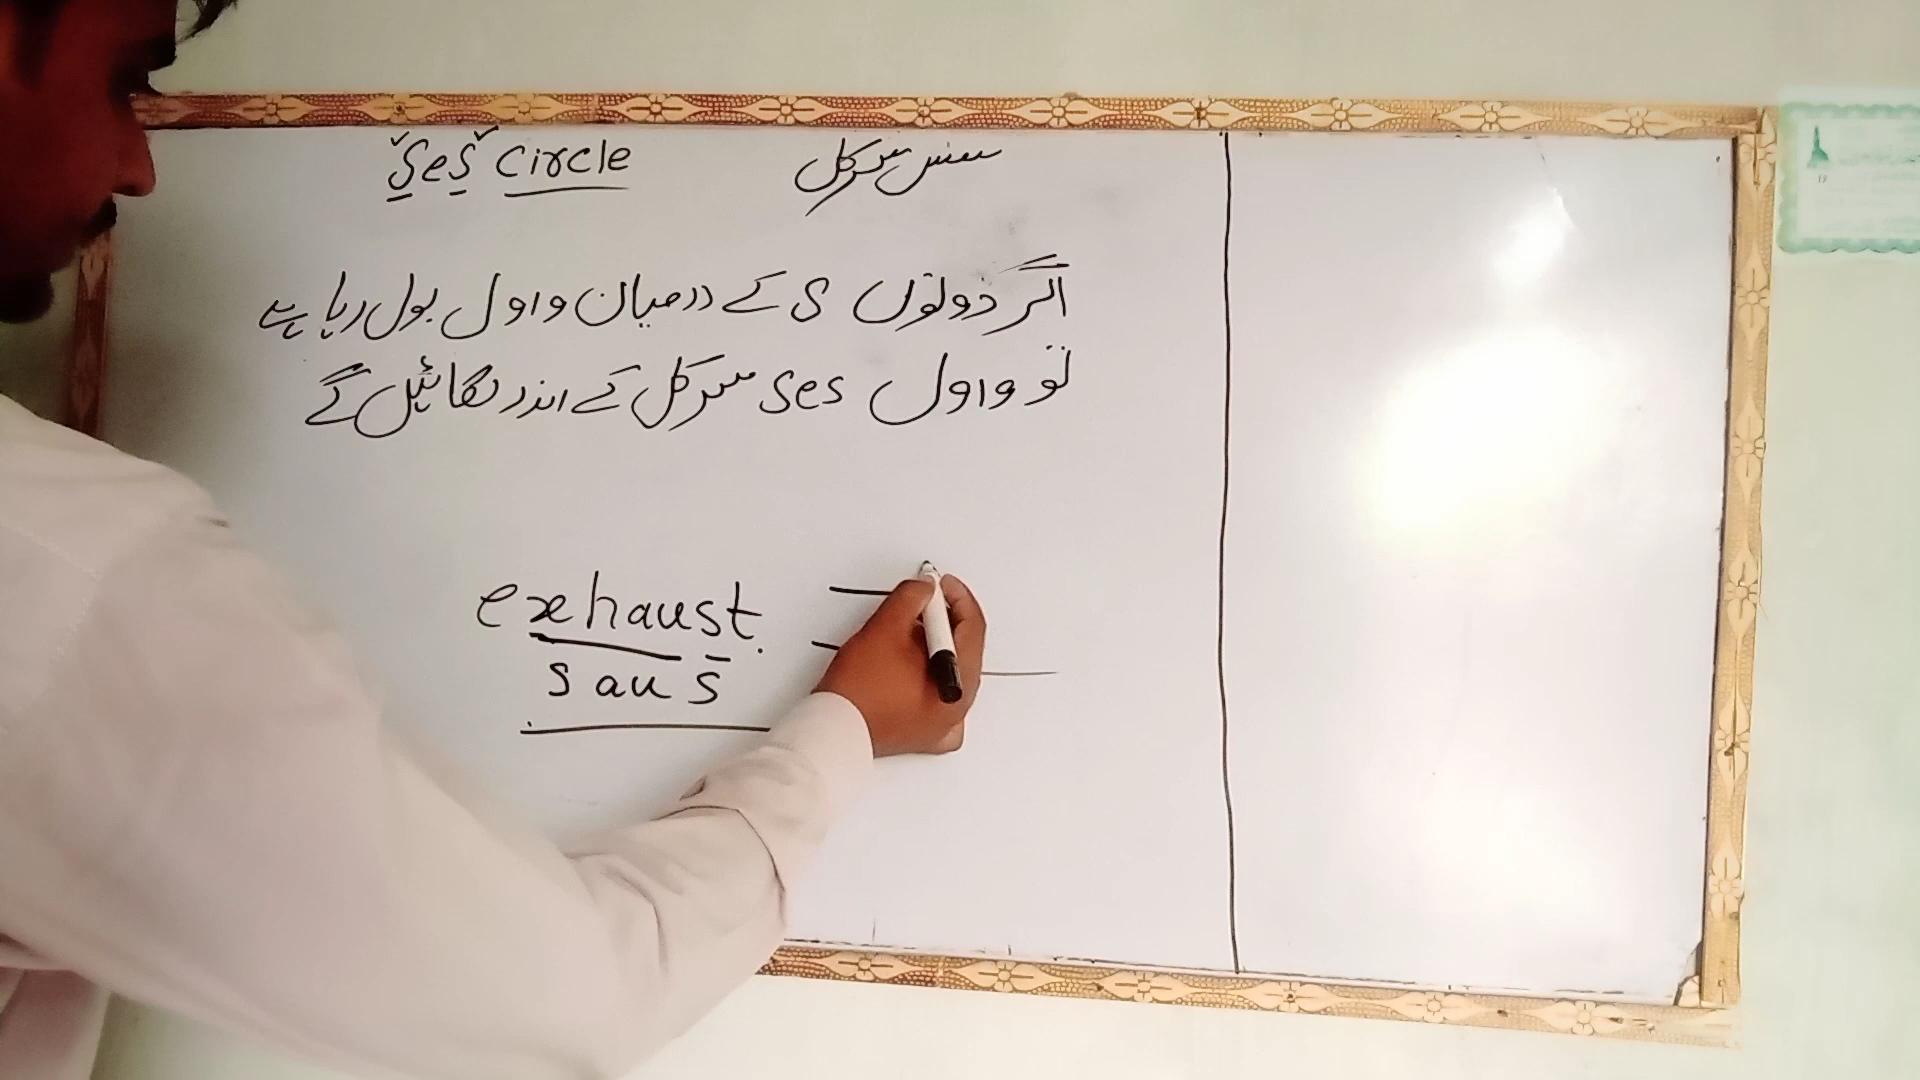 Ses Circle سسس سرکل
اگر دونوں S کے درمیان واول بول رہا ہے
تو واول Ses سرکل کے اندر لگائیں گے
exhaust.
s au s